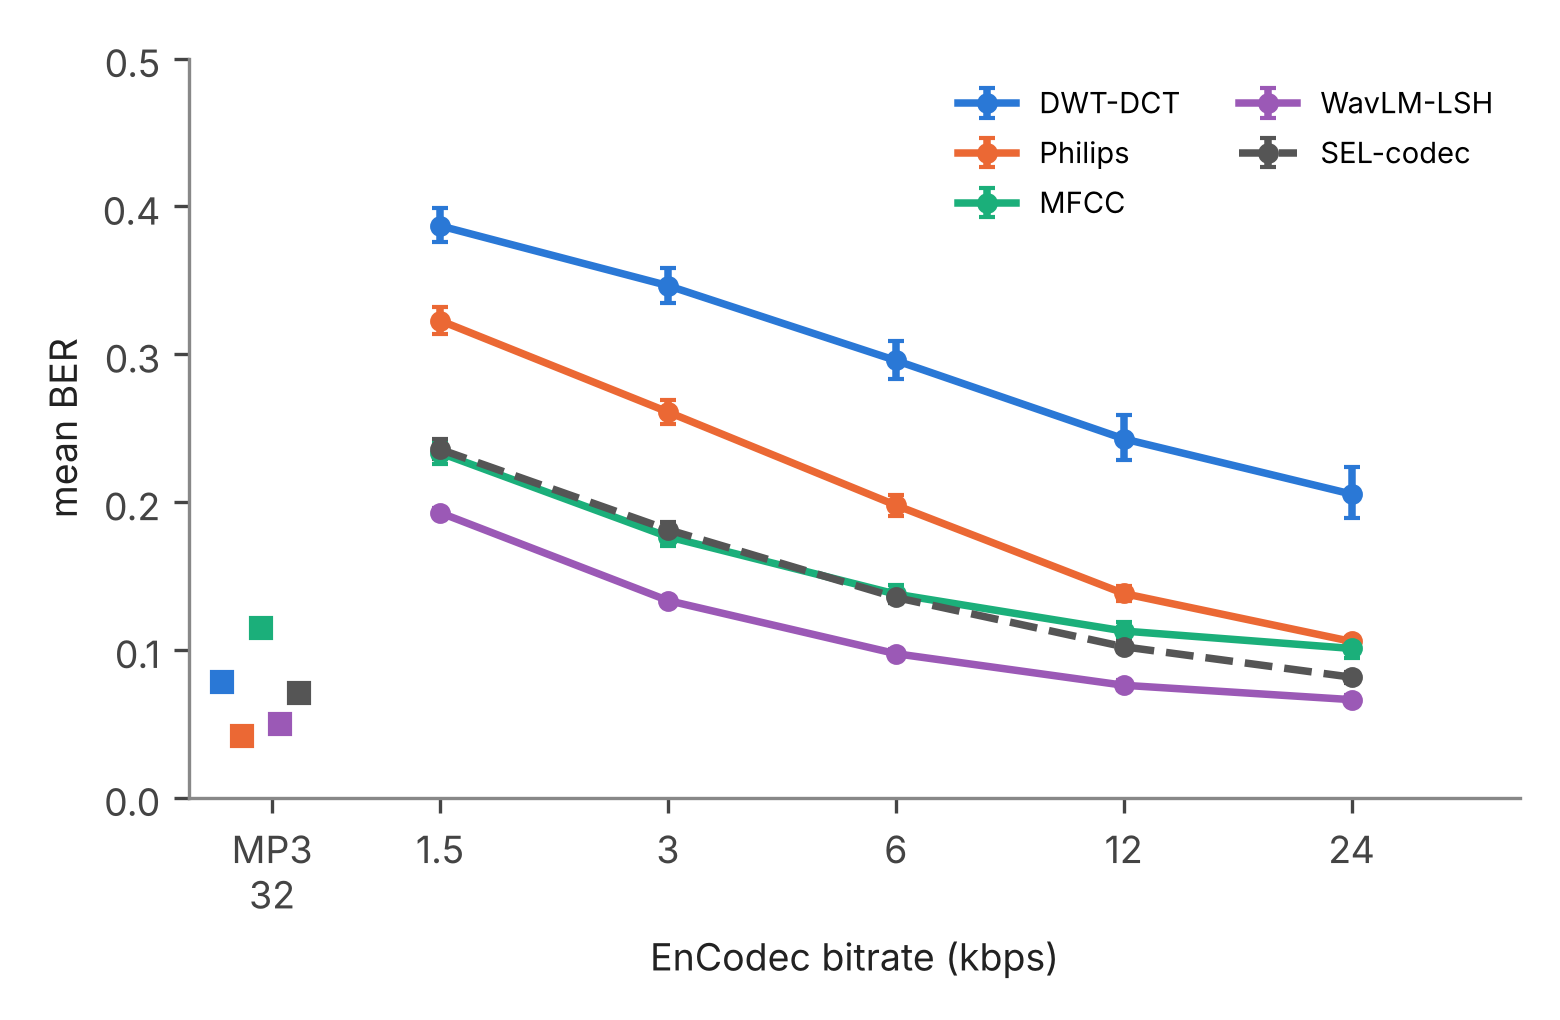 0.5
0.4
0.3
0.2
0.1
0.0
mean BER
DWT-DCT
Philips
MFCC
WavLM-LSH
SEL-codec
MP3
32
1.5
3
6
12
24
EnCodec bitrate (kbps)